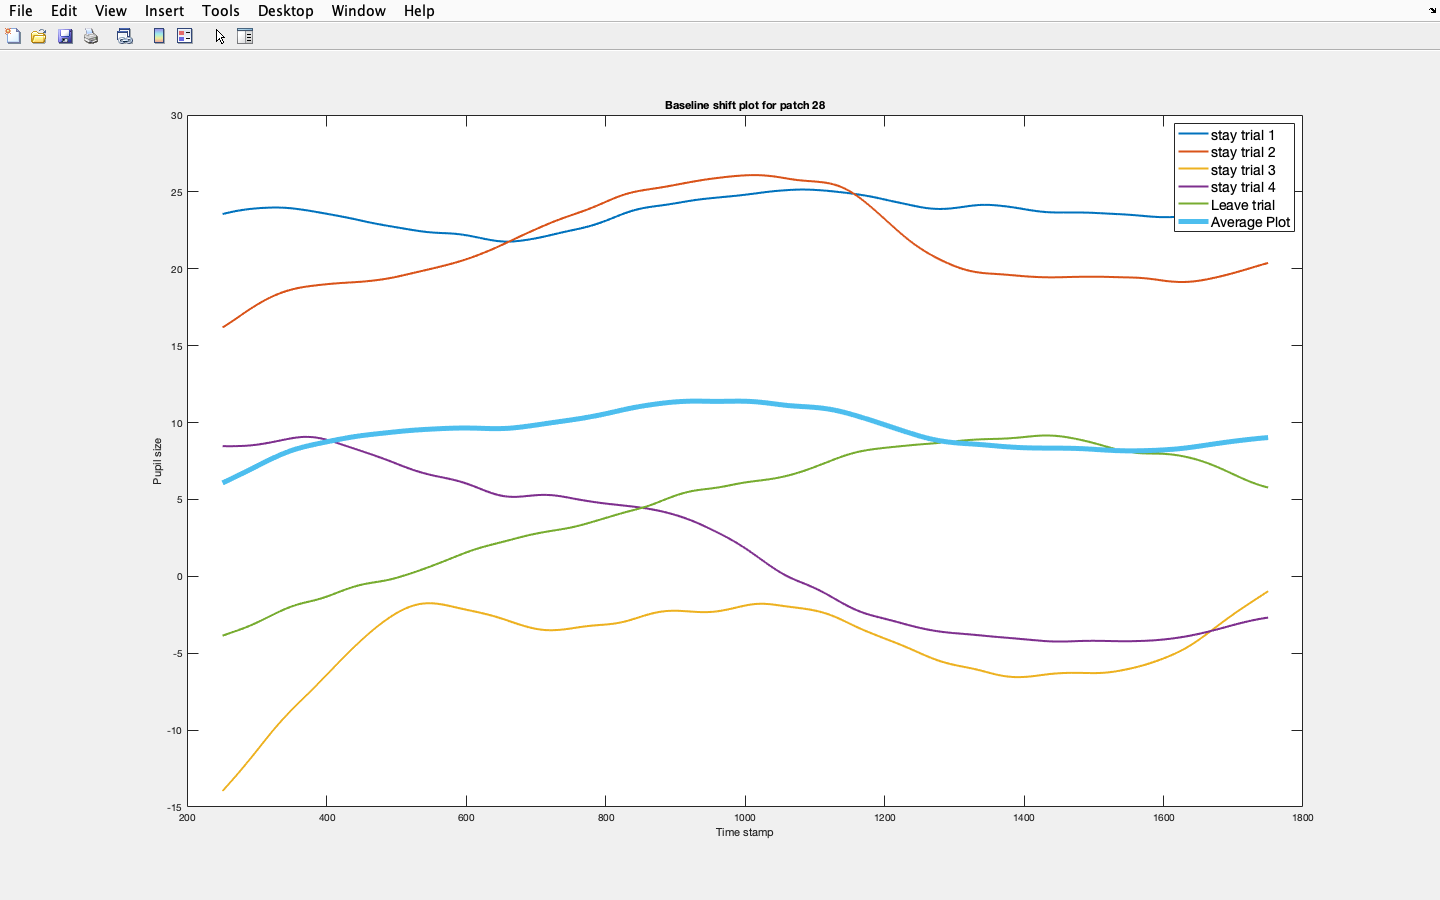 File Edit View Insert Tools Desktop Window Help
Baseline shift plot for patch 28
30
25
20
15
10
5
0
-5
-10
-15
Pupil size
stay trial 1
stay trial 2
stay trial 3
stay trial 4
Leave trial
Average Plot
200 400 600 800 1000 1200 1400 1600 1800
Time stamp